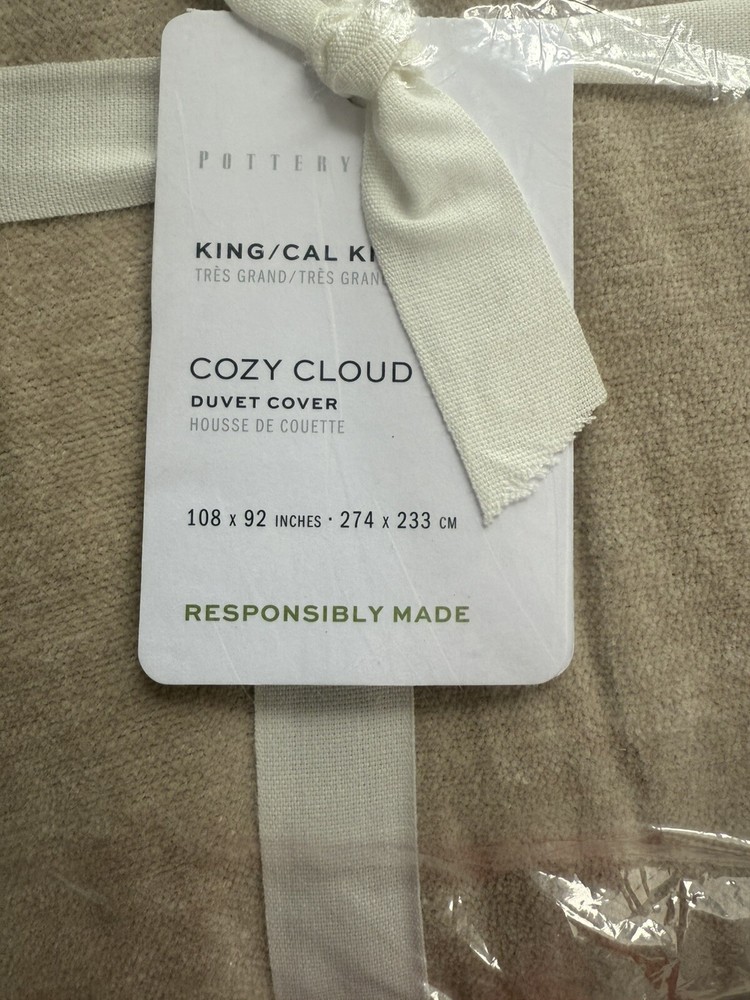 POTTERY
KING/CAL KI
TRÈS GRAND/TRÈS GRAN
COZY CLOUD
DUVET COVER
HOUSSE DE COUETTE
108 x 92 INCHES · 274 x 233 CM
RESPONSIBLY MADE